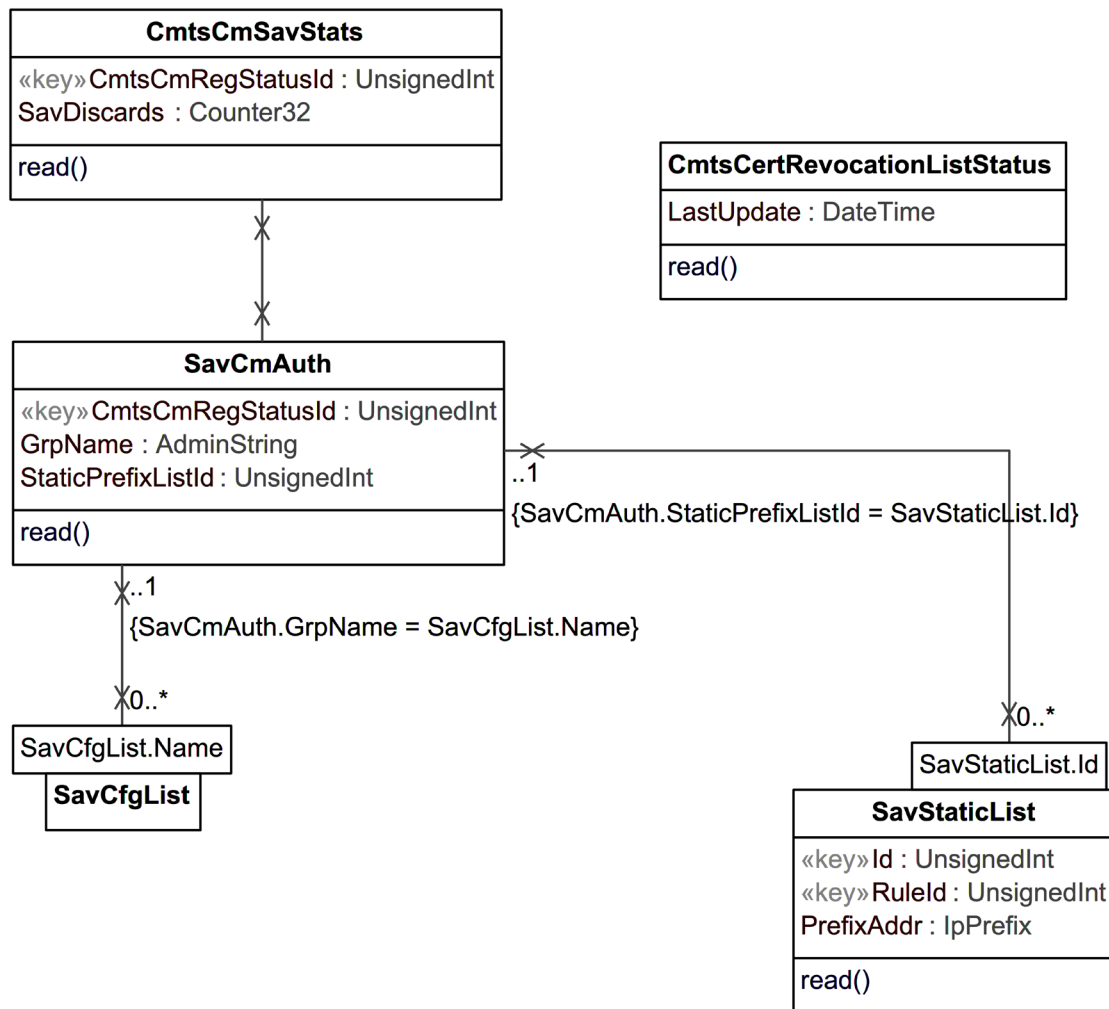 CmtsCmSavStats
«key»CmtsCmRegStatusId : UnsignedInt
SavDiscards : Counter32
read()
CmtsCertRevocationListStatus
LastUpdate : DateTime
read()
SavCmAuth
«key»CmtsCmRegStatusId : UnsignedInt
GrpName : AdminString
StaticPrefixListId : UnsignedInt
read()
..1
{SavCmAuth.StaticPrefixListId = SavStaticList.Id}
..1
{SavCmAuth.GrpName = SavCfgList.Name}
0..*
SavCfgList.Name
SavCfgList
0..*
SavStaticList.Id
SavStaticList
«key»Id : UnsignedInt
«key»RuleId : UnsignedInt
PrefixAddr : IpPrefix
read()